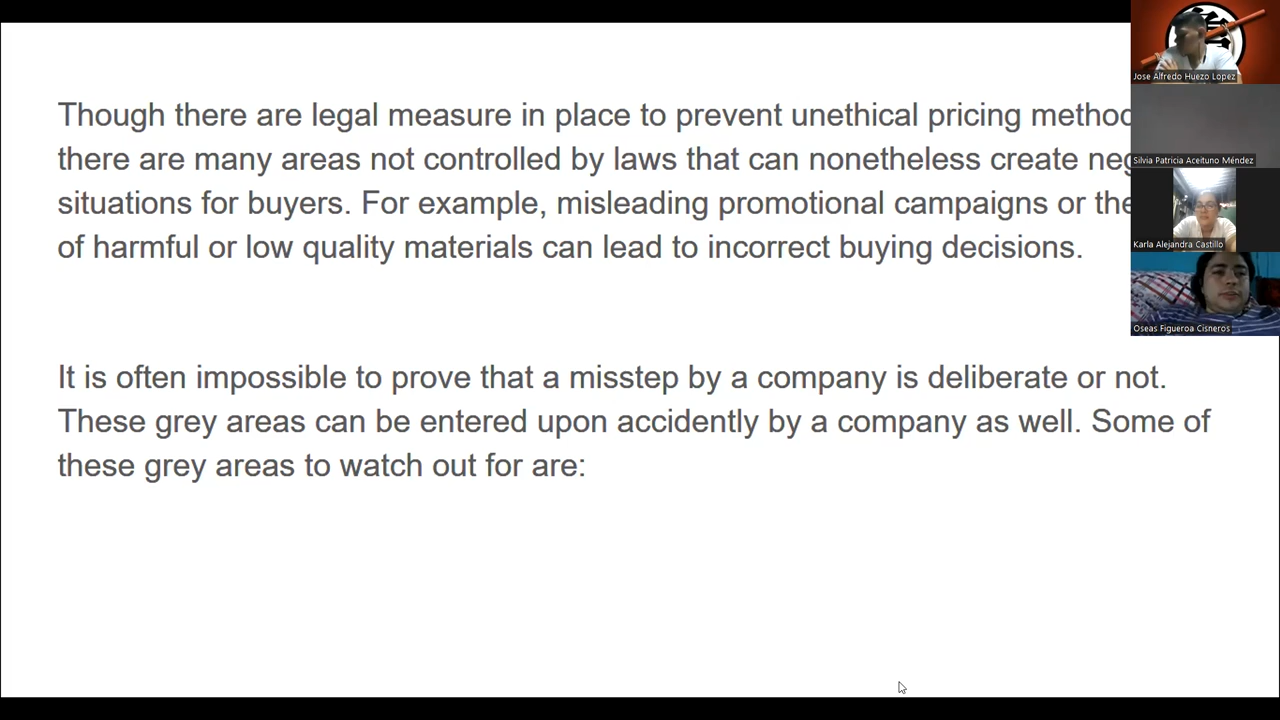 Though there are legal measure in place to prevent unethical pricing
there are many areas not controlled by laws that can nonetheless create
situations for buyers. For example, misleading promotional campaigns or
of harmful or low quality materials can lead to incorrect buying decisions.
It is often impossible to prove that a misstep by a company is deliberate or not.
These grey areas can be entered upon accidently by a company as well. Some of
these grey areas to watch out for are:
Jose Alfredo Huezo Lopez
Silvia Patricia Aceituno Méndez
Karla Alejandra Castillo
Oseas Figueroa Cisneros